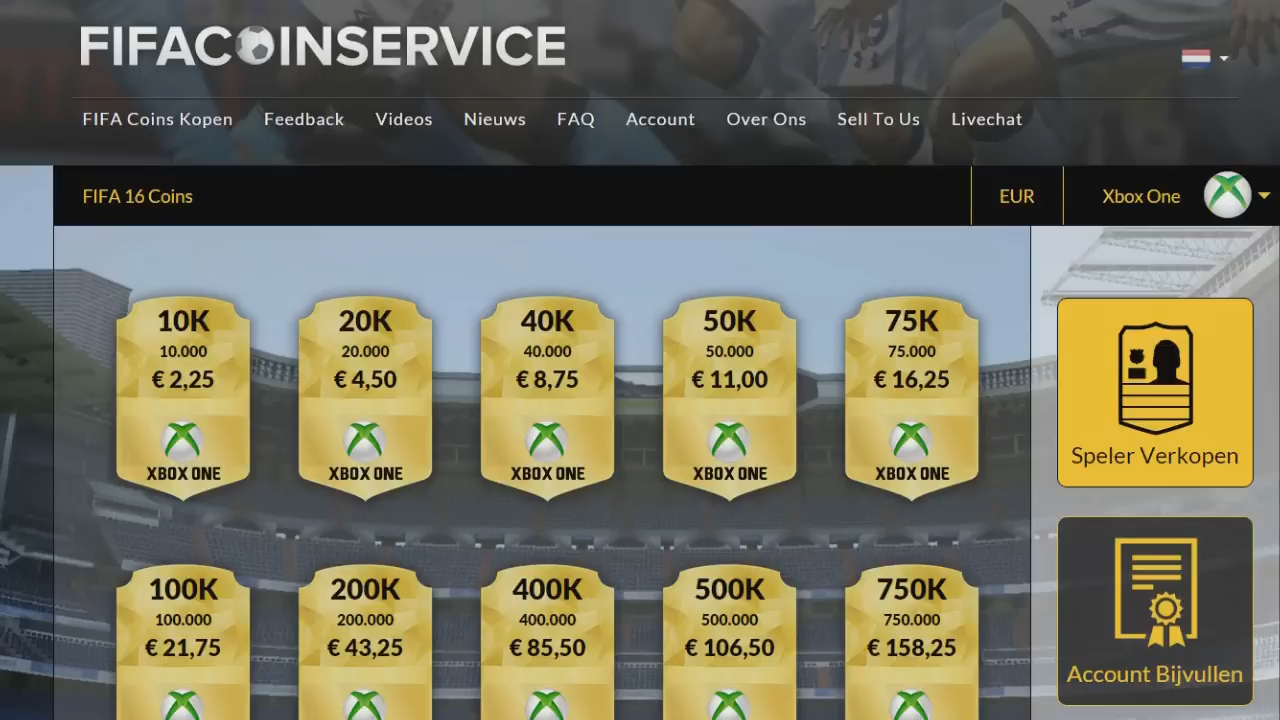 FIFACOINSERVICE
FIFA Coins Kopen Feedback Videos Nieuws FAQ Account Over Ons Sell To Us Livechat
FIFA 16 Coins EUR Xbox One
10K 20K 40K 50K 75K
10.000 20.000 40.000 50.000 75.000
€ 2,25 € 4,50 € 8,75 € 11,00 € 16,25
XBOX ONE XBOX ONE XBOX ONE XBOX ONE XBOX ONE
Speler Verkopen
100K 200K 400K 500K 750K
100.000 200.000 400.000 500.000 750.000
€ 21,75 € 43,25 € 85,50 € 106,50 € 158,25
Account Bijvullen